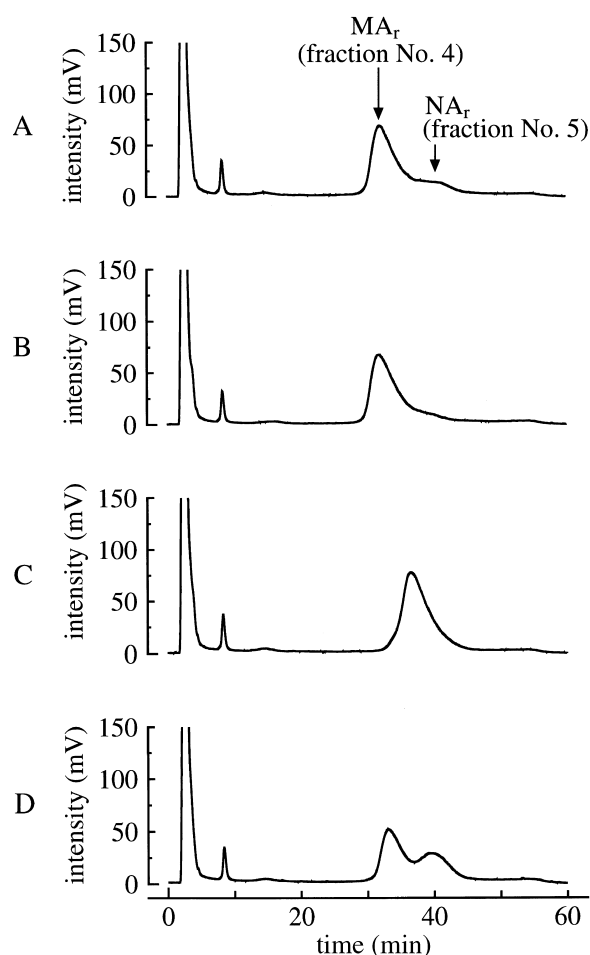 MAr
(fraction No. 4)
NAr
(fraction No. 5)
A
intensity (mV)
150
100
50
0
B
intensity (mV)
150
100
50
0
C
intensity (mV)
150
100
50
0
D
intensity (mV)
150
100
50
0
0 20 40 60
time (min)